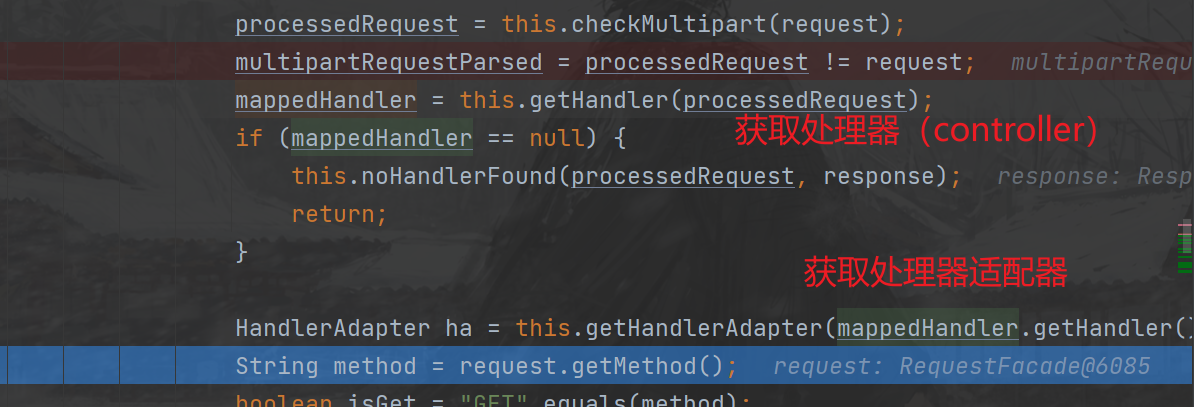 processedRequest = this.checkMultipart(request);
multipartRequestParsed = processedRequest != request; multipartRequ
mappedHandler = this.getHandler(processedRequest);
获取处理器（controller）
if (mappedHandler == null) {
this.noHandlerFound(processedRequest, response); response: Resp
return;
}
获取处理器适配器
HandlerAdapter ha = this.getHandlerAdapter(mappedHandler.getHandler()
String method = request.getMethod(); request: RequestFacade@6085
boolean isGet = "GET".equals(method);